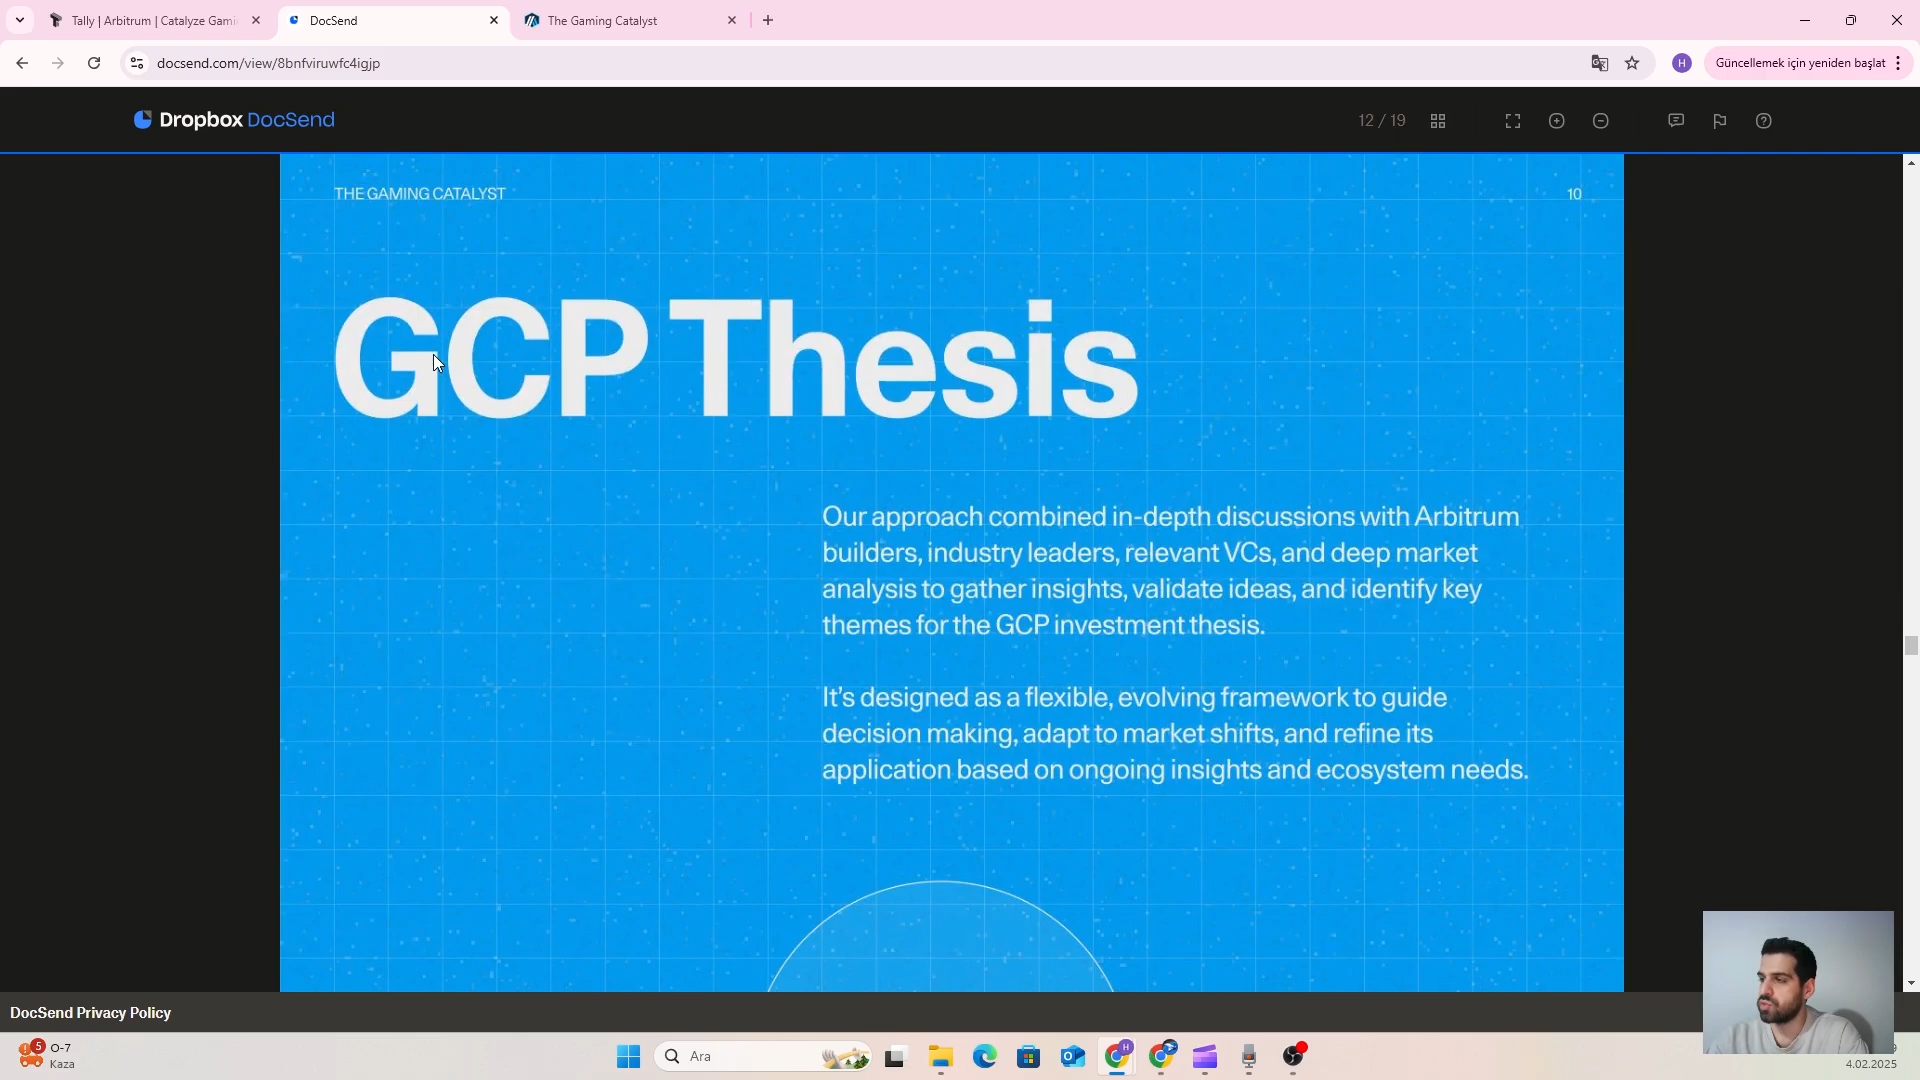 Tally | Arbitrum | Catalyze Gami
DocSend
The Gaming Catalyst
docsend.com/view/8bnfviruwfc4igjp
H
Güncellemek için yeniden başlat
Dropbox DocSend
12 / 19
THE GAMING CATALYST
10
GCP Thesis
Our approach combined in-depth discussions with Arbitrum
builders, industry leaders, relevant VCs, and deep market
analysis to gather insights, validate ideas, and identify key
themes for the GCP investment thesis.
It's designed as a flexible, evolving framework to guide
decision making, adapt to market shifts, and refine its
application based on ongoing insights and ecosystem needs.
DocSend Privacy Policy
5
O-7
Kaza
Ara
H
4.02.2025